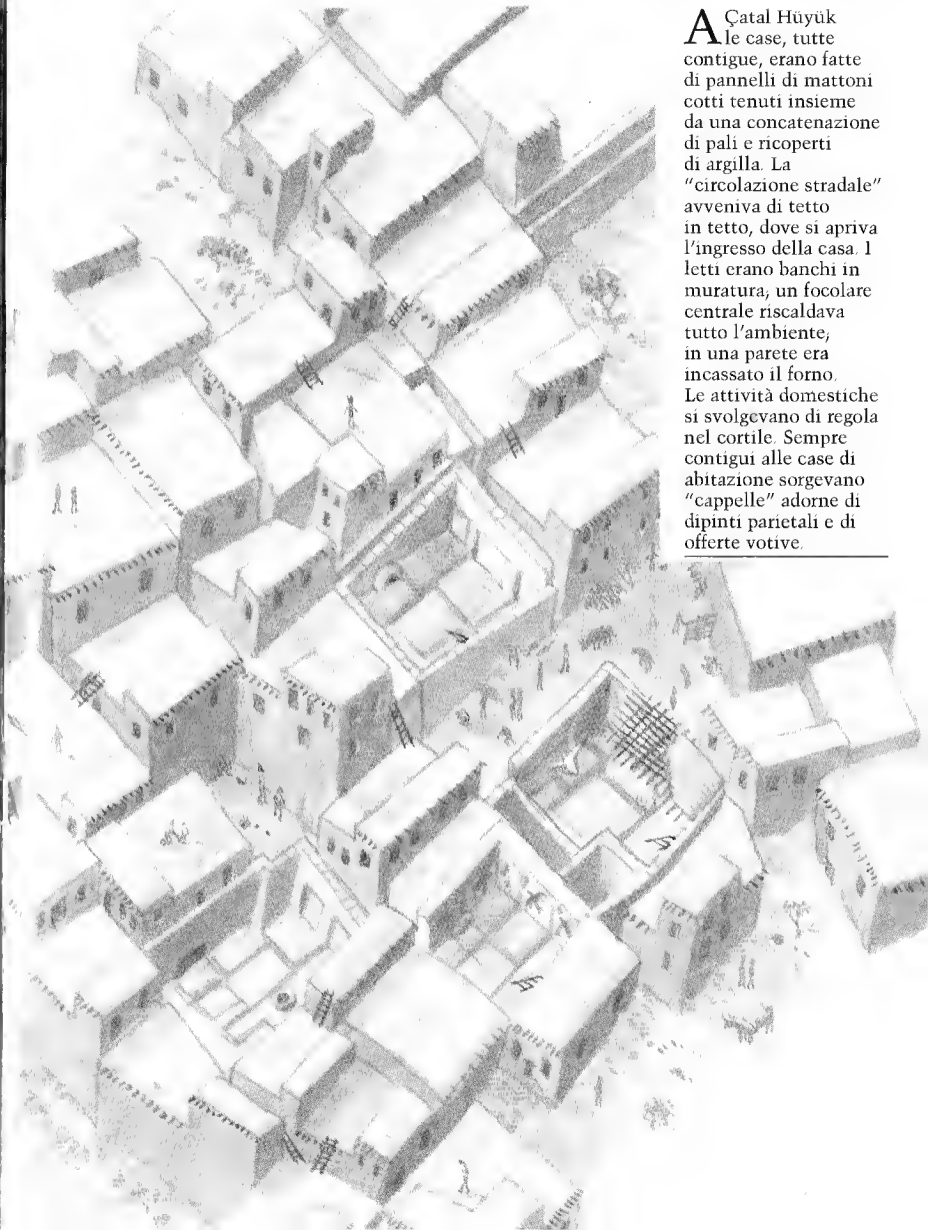 A Çatal Hüyük
le case, tutte
contigue, erano fatte
di pannelli di mattoni
cotti tenuti insieme
da una concatenazione
di pali e ricoperti
di argilla. La
"circolazione stradale"
avveniva di tetto
in tetto, dove si apriva
l'ingresso della casa. I
letti erano banchi in
muratura; un focolare
centrale riscaldava
tutto l'ambiente;
in una parete era
incassato il forno.
Le attività domestiche
si svolgevano di regola
nel cortile. Sempre
contigui alle case di
abitazione sorgevano
"cappelle" adorne di
dipinti parietali e di
offerte votive.